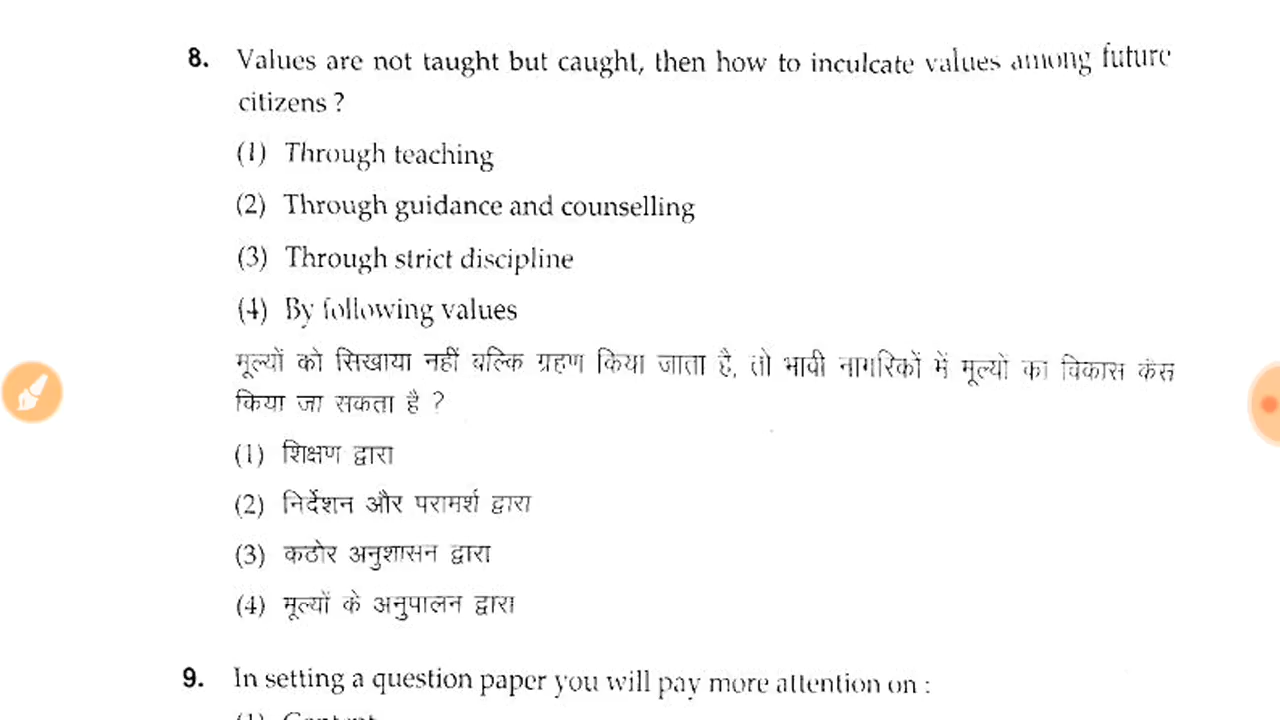 8. Values are not taught but caught, then how to inculcate values among future
citizens ?
(1) Through teaching
(2) Through guidance and counselling
(3) Through strict discipline
(4) By following values
मूल्यों को सिखाया नहीं बल्कि ग्रहण किया जाता है, तो भावी नागरिकों में मूल्यों का विकास कैसे
किया जा सकता है ?
(1) शिक्षण द्वारा
(2) निर्देशन और परामर्श द्वारा
(3) कठोर अनुशासन द्वारा
(4) मूल्यों के अनुपालन द्वारा
9. In setting a question paper you will pay more attention on :
(1) Content